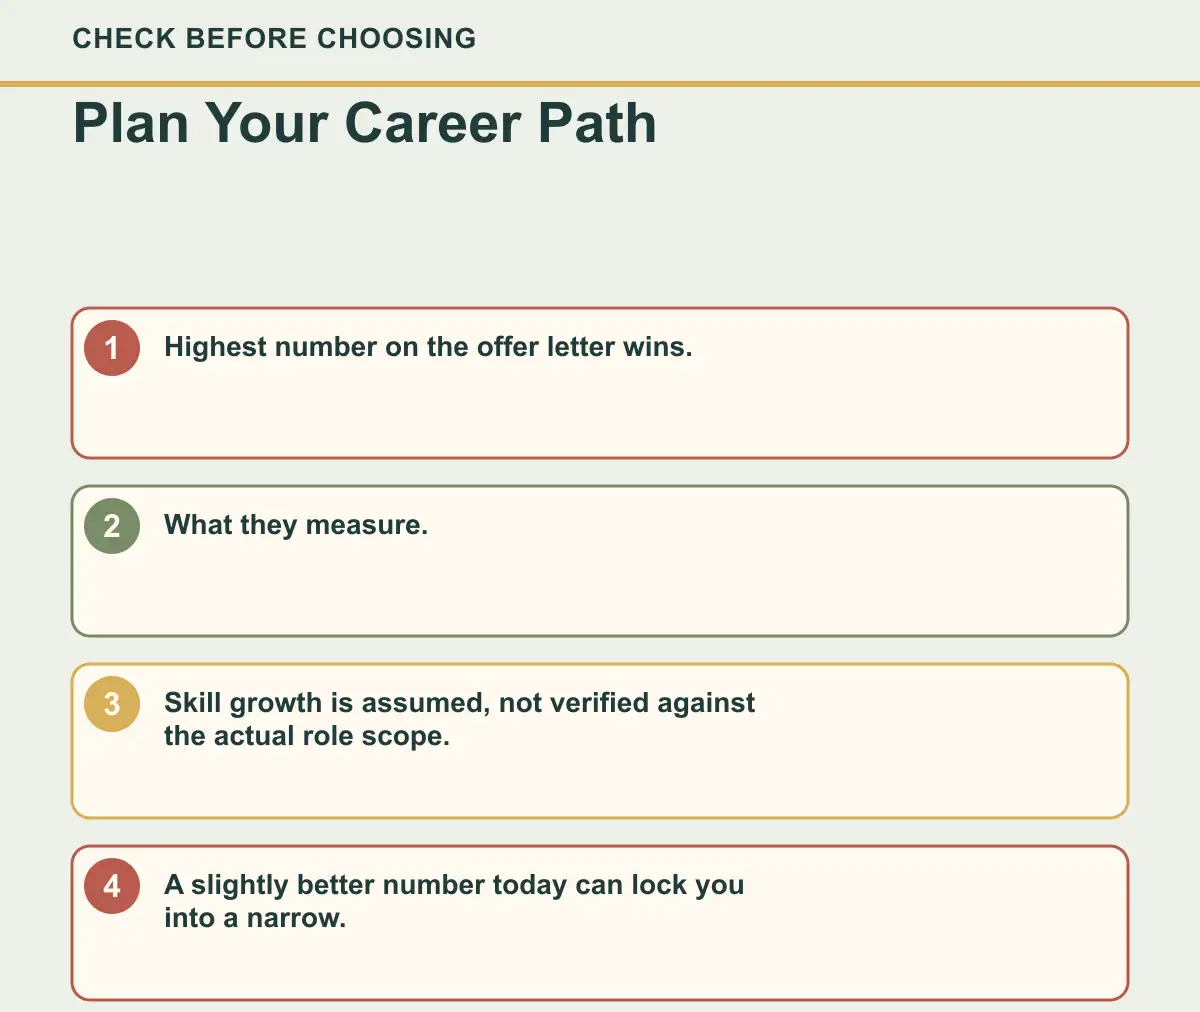 CHECK BEFORE CHOOSING
Plan Your Career Path
1 Highest number on the offer letter wins.
2 What they measure.
3 Skill growth is assumed, not verified against
the actual role scope.
4 A slightly better number today can lock you
into a narrow.